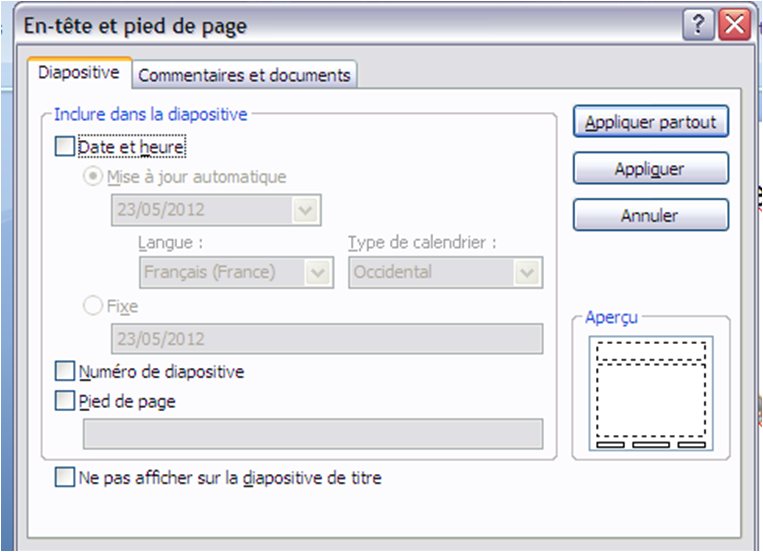 En-tête et pied de page
?
Diapositive
Commentaires et documents
Inclure dans la diapositive
Date et heure
Mise à jour automatique
23/05/2012
Langue :
Type de calendrier :
Français (France)
Occidental
Fixe
23/05/2012
Numéro de diapositive
Pied de page
Ne pas afficher sur la diapositive de titre
Appliquer partout
Appliquer
Annuler
Aperçu